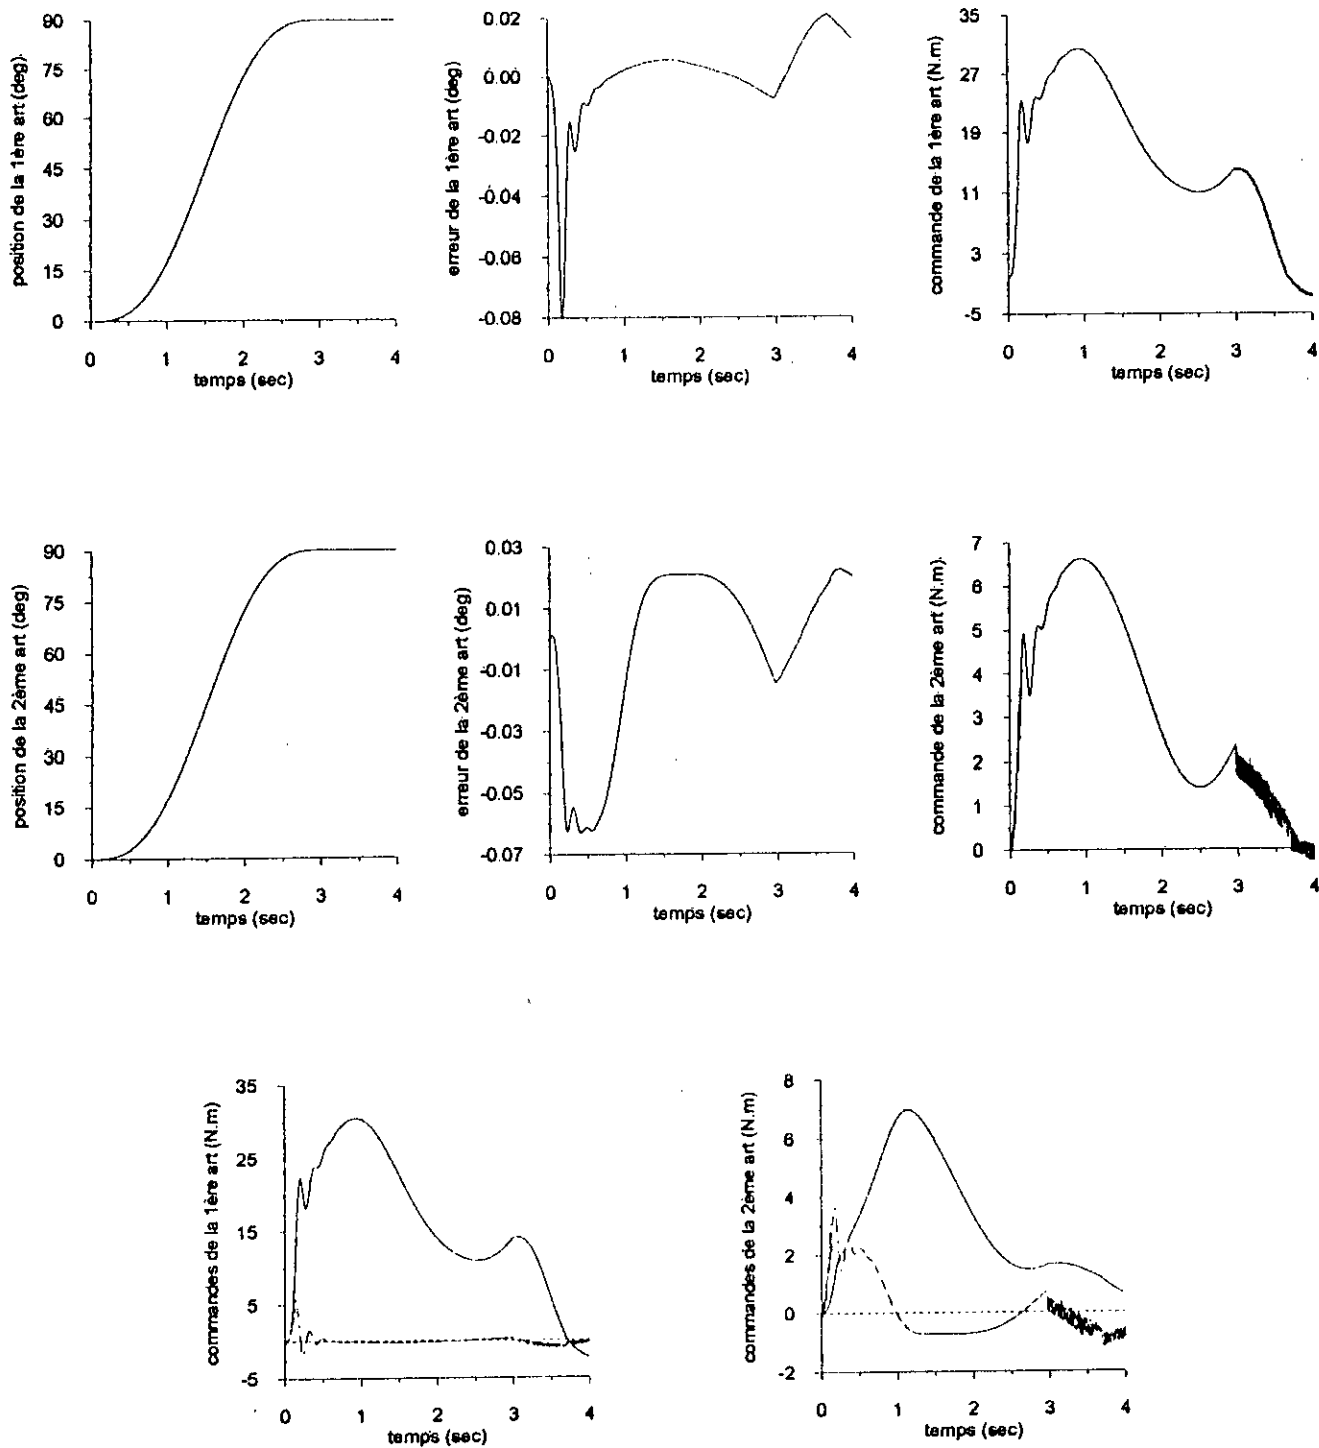 position de la 1ère art (deg).
90
75
60
45
30
15
0
0 1 2 3 4
temps (sec)
erreur de la 1ère art (deg)
0.02
0.00
-0.02
-0.04
-0.06
-0.08
0 1 2 3 4
temps (sec)
commande de la 1ère art (N.m)
35
27
19
11
3
-5
0 1 2 3 4
temps (sec)
position de la 2ème art (deg)
90
75
60
45
30
15
0
0 1 2 3 4
temps (sec)
erreur de la 2ème art (deg)
0.03
0.01
-0.01
-0.03
-0.05
-0.07
0 1 2 3 4
temps (sec)
commande de la 2ème art (N.m).
7
6
5
4
3
2
1
0
0 1 2 3 4
temps (sec)
commandes de la 1ère art (N.m)
35
25
15
5
-5
0 1 2 3 4
temps (sec)
commandes de la 2ème art (N.m)
8
6
4
2
0
-2
0 1 2 3 4
temps (sec)